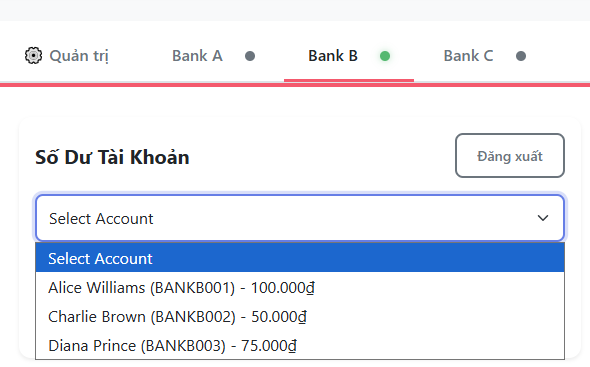 Quản trị
Bank A
Bank B
Bank C
Số Dư Tài Khoản
Đăng xuất
Select Account
Select Account
Alice Williams (BANKB001) - 100.000₫
Charlie Brown (BANKB002) - 50.000₫
Diana Prince (BANKB003) - 75.000₫